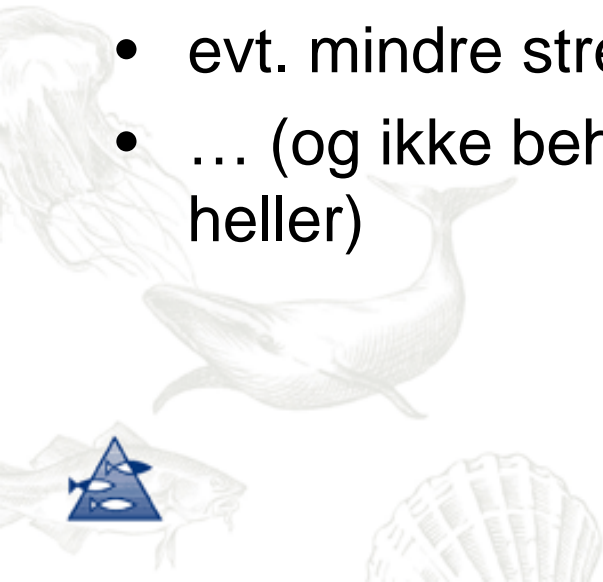 • evt. mindre
• … (og ikke
heller)